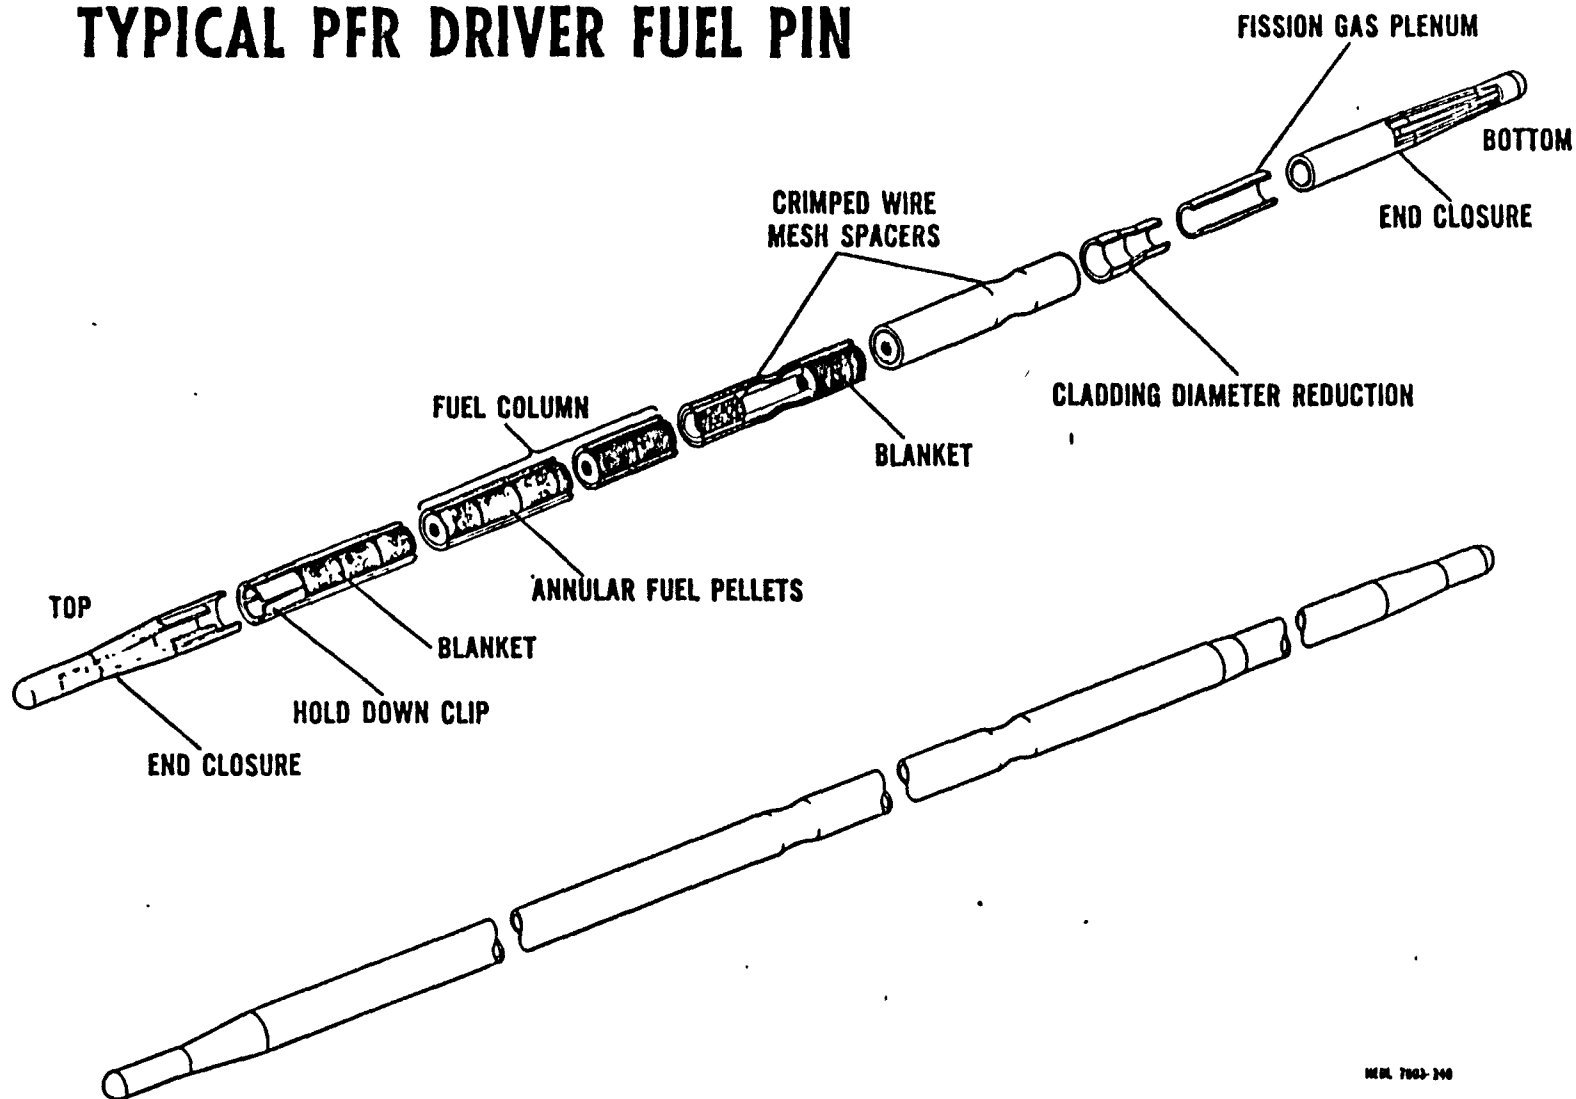 TYPICAL PFR DRIVER FUEL PIN
FISSION GAS PLENUM
BOTTOM
END CLOSURE
CRIMPED WIRE
MESH SPACERS
CLADDING DIAMETER REDUCTION
FUEL COLUMN
BLANKET
ANNULAR FUEL PELLETS
TOP
BLANKET
HOLD DOWN CLIP
END CLOSURE
HEDL